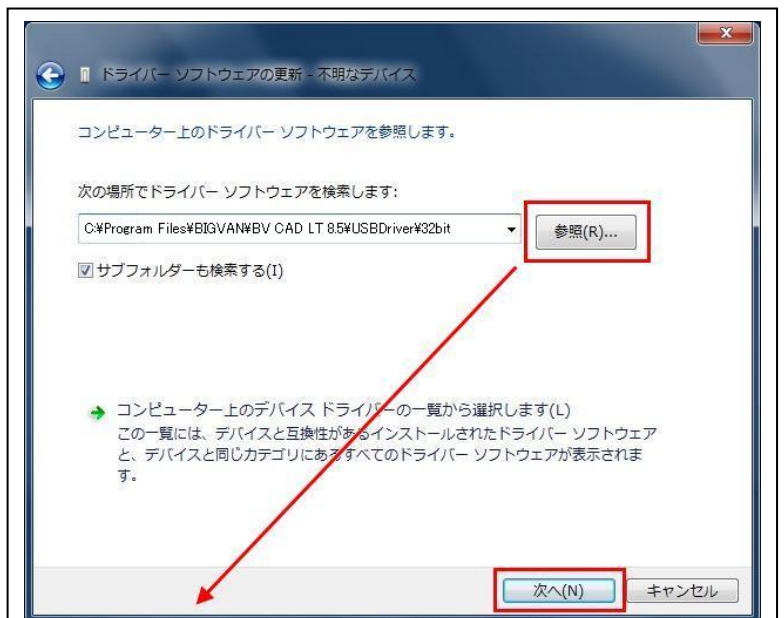 ドライバー ソフトウェアの更新 - 不明なデバイス
コンピューター上のドライバー ソフトウェアを参照します。
次の場所でドライバー ソフトウェアを検索します:
C:¥Program Files¥BIGVAN¥BV CAD LT 8.5¥USBDriver¥32bit
参照(R)...
サブフォルダーも検索する(I)
コンピューター上のデバイス ドライバーの一覧から選択します(L)
この一覧には、デバイスと互換性があるインストールされたドライバー ソフトウェア
と、デバイスと同じカテゴリにあるすべてのドライバー ソフトウェアが表示されま
す。
次へ(N)
キャンセル